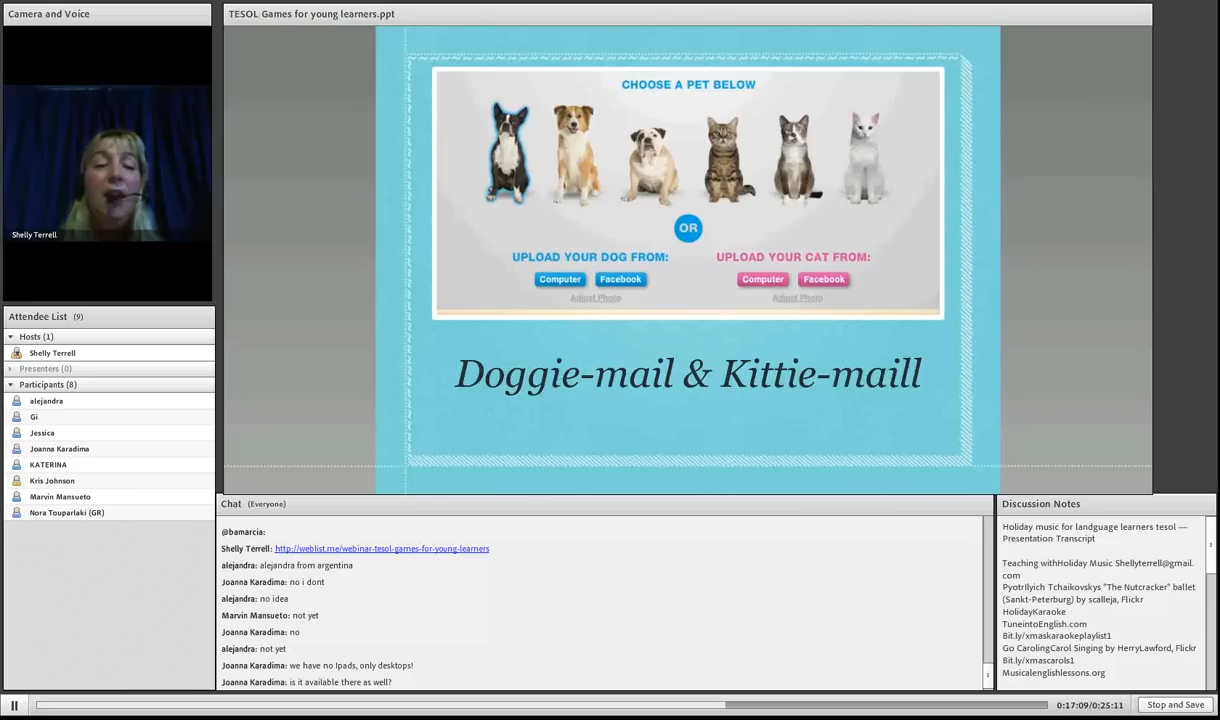 Camera and Voice
Shelly Terrell
Attendee List (9)
Hosts (1)
Shelly Terrell
Presenters (0)
Participants (8)
alejandra
Gi
Jessica
Joanna Karadima
KATERINA
Kris Johnson
Marvin Mansueto
Nora Touparlaki (GR)
TESOL Games for young learners.ppt
CHOOSE A PET BELOW
OR
UPLOAD YOUR DOG FROM:
Computer Facebook
Adjust Photo
UPLOAD YOUR CAT FROM:
Computer Facebook
Adjust Photo
Doggie-mail & Kittie-maill
Chat (Everyone)
@bamarcia:
Shelly Terrell: http://weblist.me/webinar-tesol-games-for-young-learners
alejandra: alejandra from argentina
Joanna Karadima: no i dont
alejandra: no idea
Marvin Mansueto: not yet
Joanna Karadima: no
alejandra: not yet
Joanna Karadima: we have no Ipads, only desktops!
Joanna Karadima: is it available there as well?
Discussion Notes
Holiday music for landguage learners tesol —
Presentation Transcript
Teaching withHoliday Music Shellyterrell@gmail.
com
PyotrIlyich Tchaikovskys "The Nutcracker" ballet
(Sankt-Peterburg) by scalleja, Flickr
HolidayKaraoke
TuneintoEnglish.com
Bit.ly/xmaskaraokeplaylist1
Go CarolingCarol Singing by HerryLawford, Flickr
Bit.ly/xmascarols1
Musicalenglishlessons.org
0:17:09/0:25:11
Stop and Save